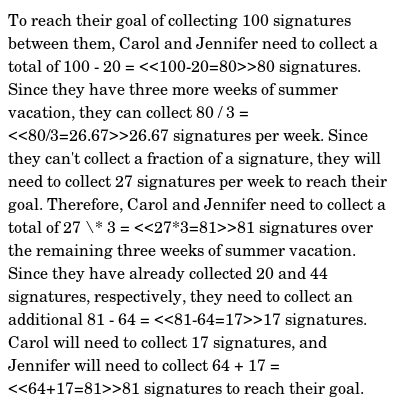 To reach their goal of collecting 100 signatures
between them, Carol and Jennifer need to collect a
total of 100 - 20 = <<100-20=80>>80 signatures.
Since they have three more weeks of summer
vacation, they can collect 80 / 3 =
<<80/3=26.67>>26.67 signatures per week. Since
they can't collect a fraction of a signature, they will
need to collect 27 signatures per week to reach their
goal. Therefore, Carol and Jennifer need to collect a
total of 27 \* 3 = <<27*3=81>>81 signatures over
the remaining three weeks of summer vacation.
Since they have already collected 20 and 44
signatures, respectively, they need to collect an
additional 81 - 64 = <<81-64=17>>17 signatures.
Carol will need to collect 17 signatures, and
Jennifer will need to collect 64 + 17 =
<<64+17=81>>81 signatures to reach their goal.